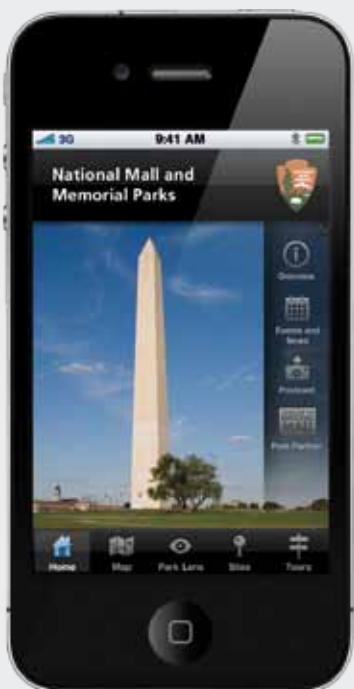 3G 9:41 AM
National Mall and
Memorial Parks
Overview
Events and
News
Postcard
Park Partner
Home Map Park Lens Sites Tours